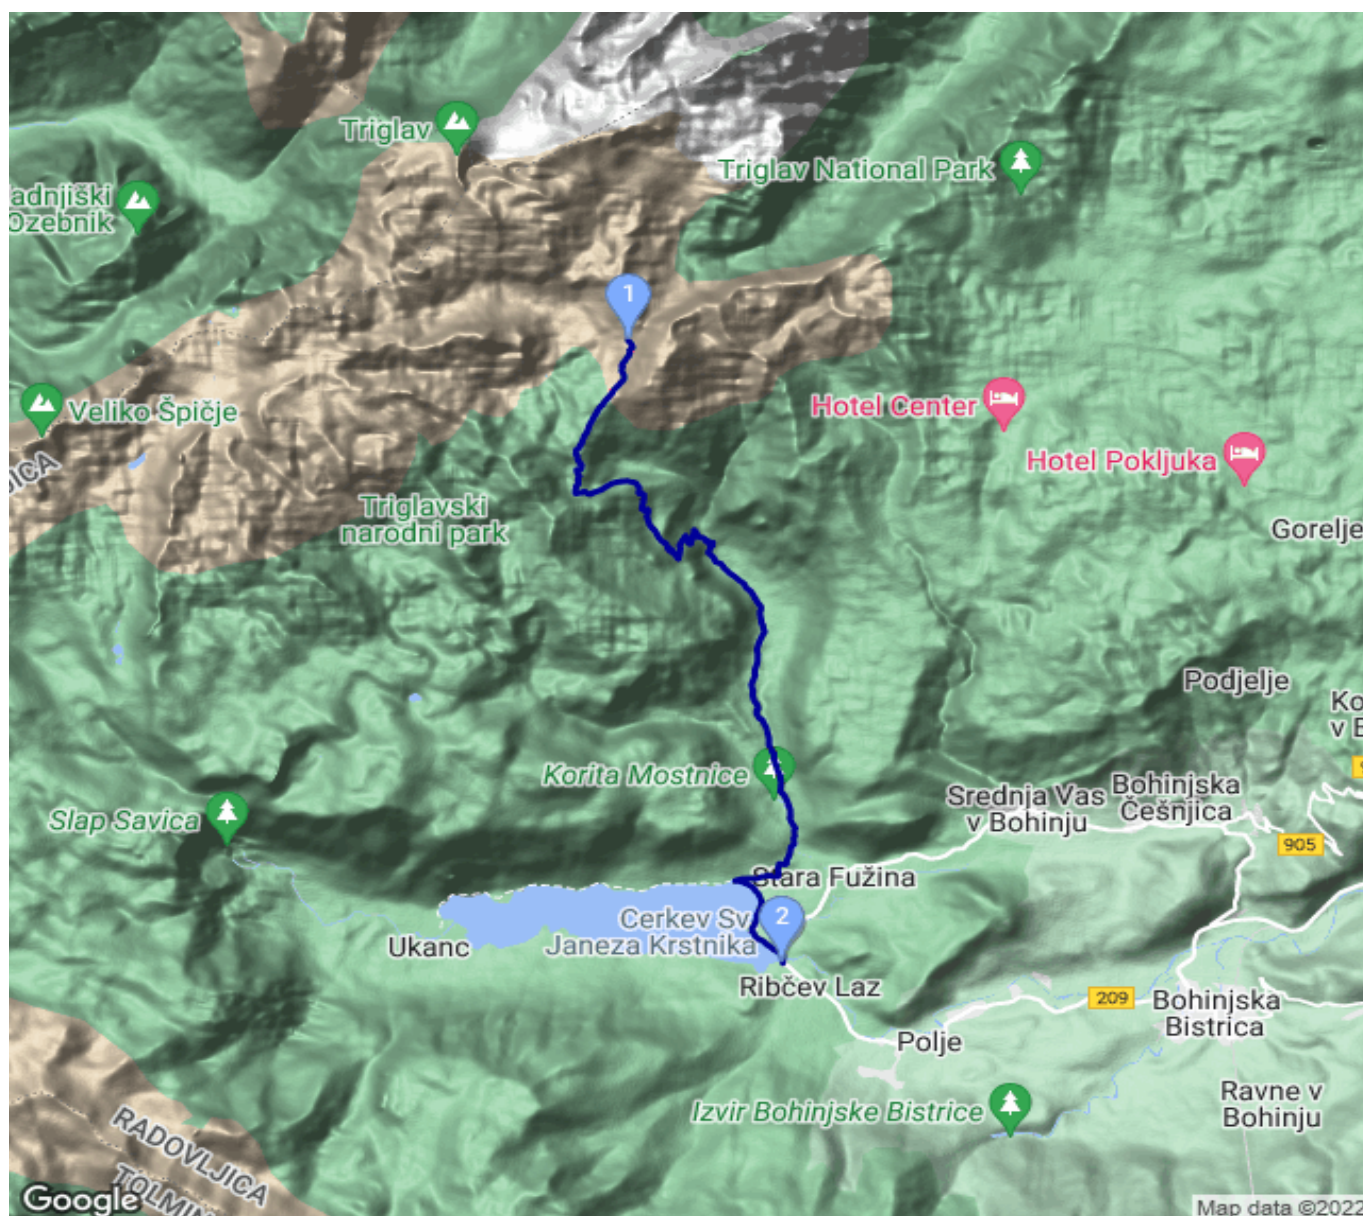 Triglav
Triglav National Park
adnjiški
Ozebnik
1
Veliko Špičje
Hotel Center
Hotel Pokljuka
Triglavski
narodni park
Gorelje
Podjelje
Ko
v B
Korita Mostnice
Srednja Vas
v Bohinju
Bohinjska
Češnjica
Slap Savica
905
Stara Fužina
2
Cerkev Sv.
Janeza Krstnika
Ukanc
Ribčev Laz
209
Bohinjska
Bistrica
Polje
Izvir Bohinjske Bistrice
Ravne v
Bohinju
RADOVLJICA
TOLMIN
Google
Map data ©2022